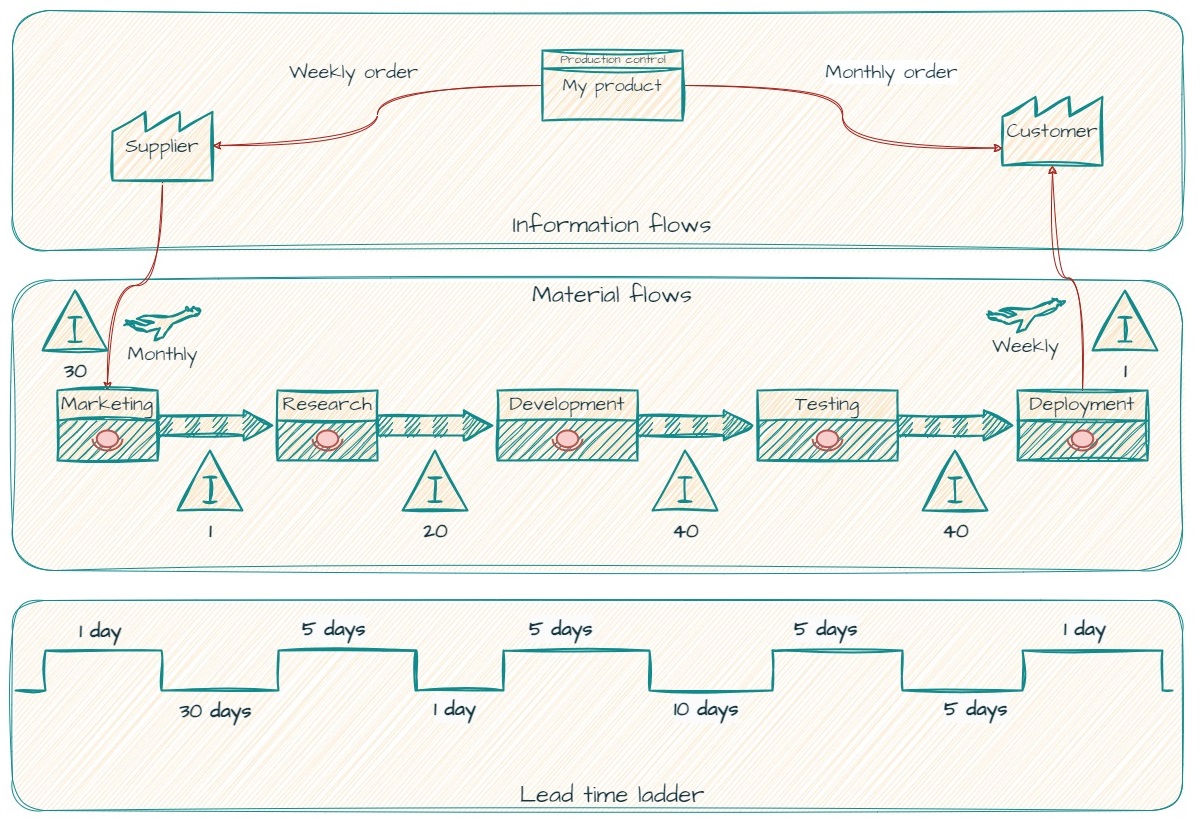 Production control
My product
Weekly order
Monthly order
Supplier
Customer
Information flows
Material flows
I
30
Monthly
Weekly
I
1
Marketing
Research
Development
Testing
Deployment
I
1
I
20
I
40
I
40
1 day
5 days
5 days
5 days
1 day
30 days
1 day
10 days
5 days
Lead time ladder